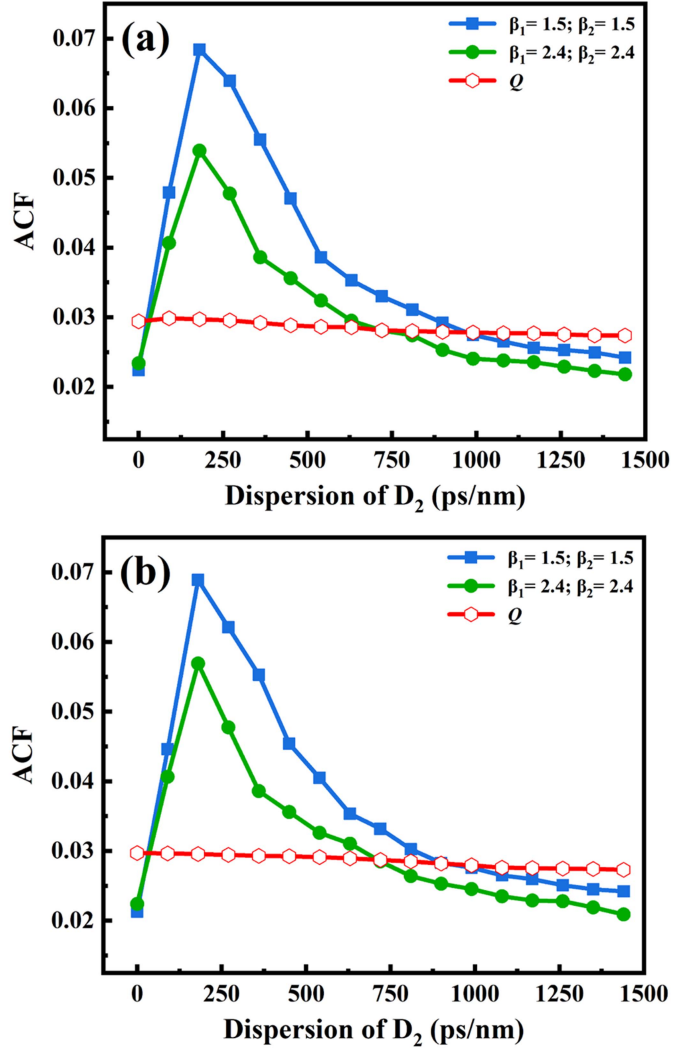 (a)
β₁= 1.5; β₂= 1.5
β₁= 2.4; β₂= 2.4
Q
0.07
0.06
0.05
0.04
0.03
0.02
ACF
0 250 500 750 1000 1250 1500
Dispersion of D₂ (ps/nm)
(b)
β₁= 1.5; β₂= 1.5
β₁= 2.4; β₂= 2.4
Q
0.07
0.06
0.05
0.04
0.03
0.02
ACF
0 250 500 750 1000 1250 1500
Dispersion of D₂ (ps/nm)